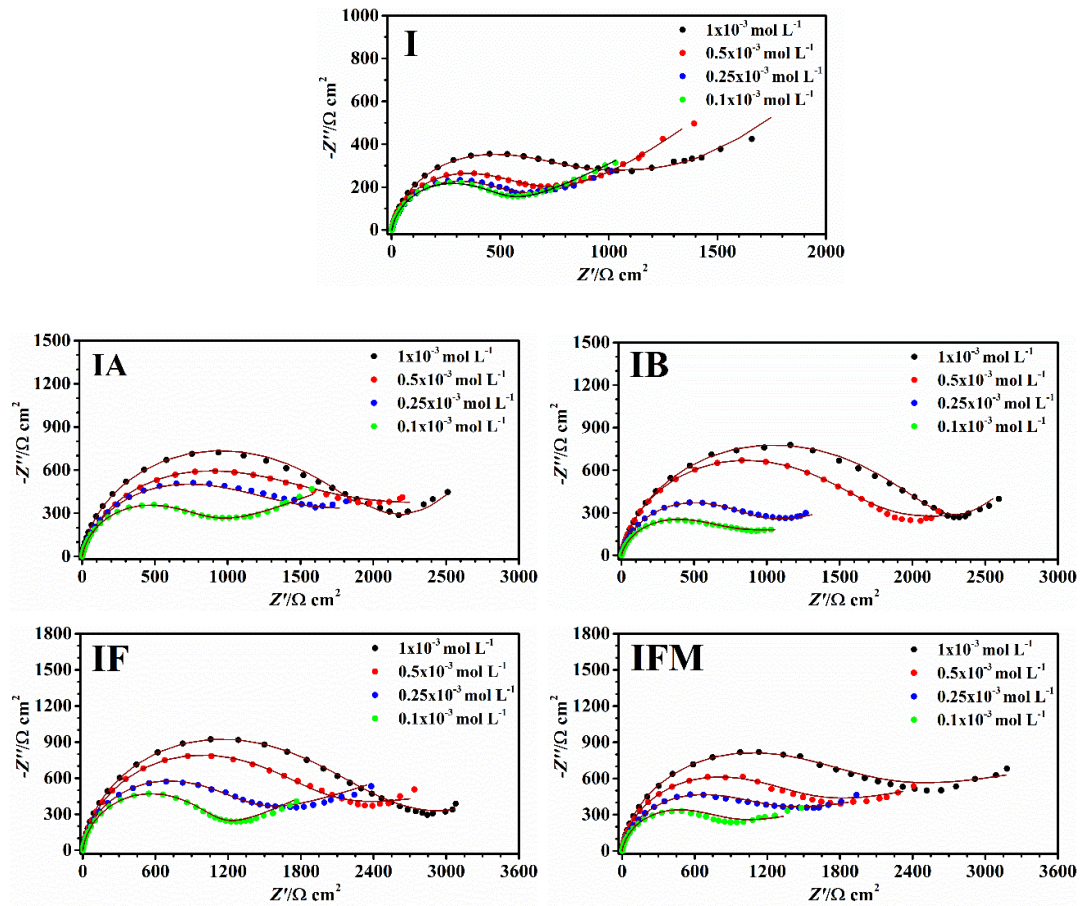 I
1x10⁻³ mol L⁻¹
0.5x10⁻³ mol L⁻¹
0.25x10⁻³ mol L⁻¹
0.1x10⁻³ mol L⁻¹
1000
800
600
400
200
0
-Z''/Ω cm²
0 500 1000 1500 2000
Z'/Ω cm²
IA
1x10⁻³ mol L⁻¹
0.5x10⁻³ mol L⁻¹
0.25x10⁻³ mol L⁻¹
0.1x10⁻³ mol L⁻¹
1500
1200
900
600
300
0
-Z''/Ω cm²
0 500 1000 1500 2000 2500 3000
Z'/Ω cm²
IB
1x10⁻³ mol L⁻¹
0.5x10⁻³ mol L⁻¹
0.25x10⁻³ mol L⁻¹
0.1x10⁻³ mol L⁻¹
1500
1200
900
600
300
0
-Z''/Ω cm²
0 500 1000 1500 2000 2500 3000
Z'/Ω cm²
IF
1x10⁻³ mol L⁻¹
0.5x10⁻³ mol L⁻¹
0.25x10⁻³ mol L⁻¹
0.1x10⁻³ mol L⁻¹
1800
1500
1200
900
600
300
0
-Z''/Ω cm²
0 600 1200 1800 2400 3000 3600
Z'/Ω cm²
IFM
1x10⁻³ mol L⁻¹
0.5x10⁻³ mol L⁻¹
0.25x10⁻³ mol L⁻¹
0.1x10⁻³ mol L⁻¹
1800
1500
1200
900
600
300
0
-Z''/Ω cm²
0 600 1200 1800 2400 3000 3600
Z'/Ω cm²